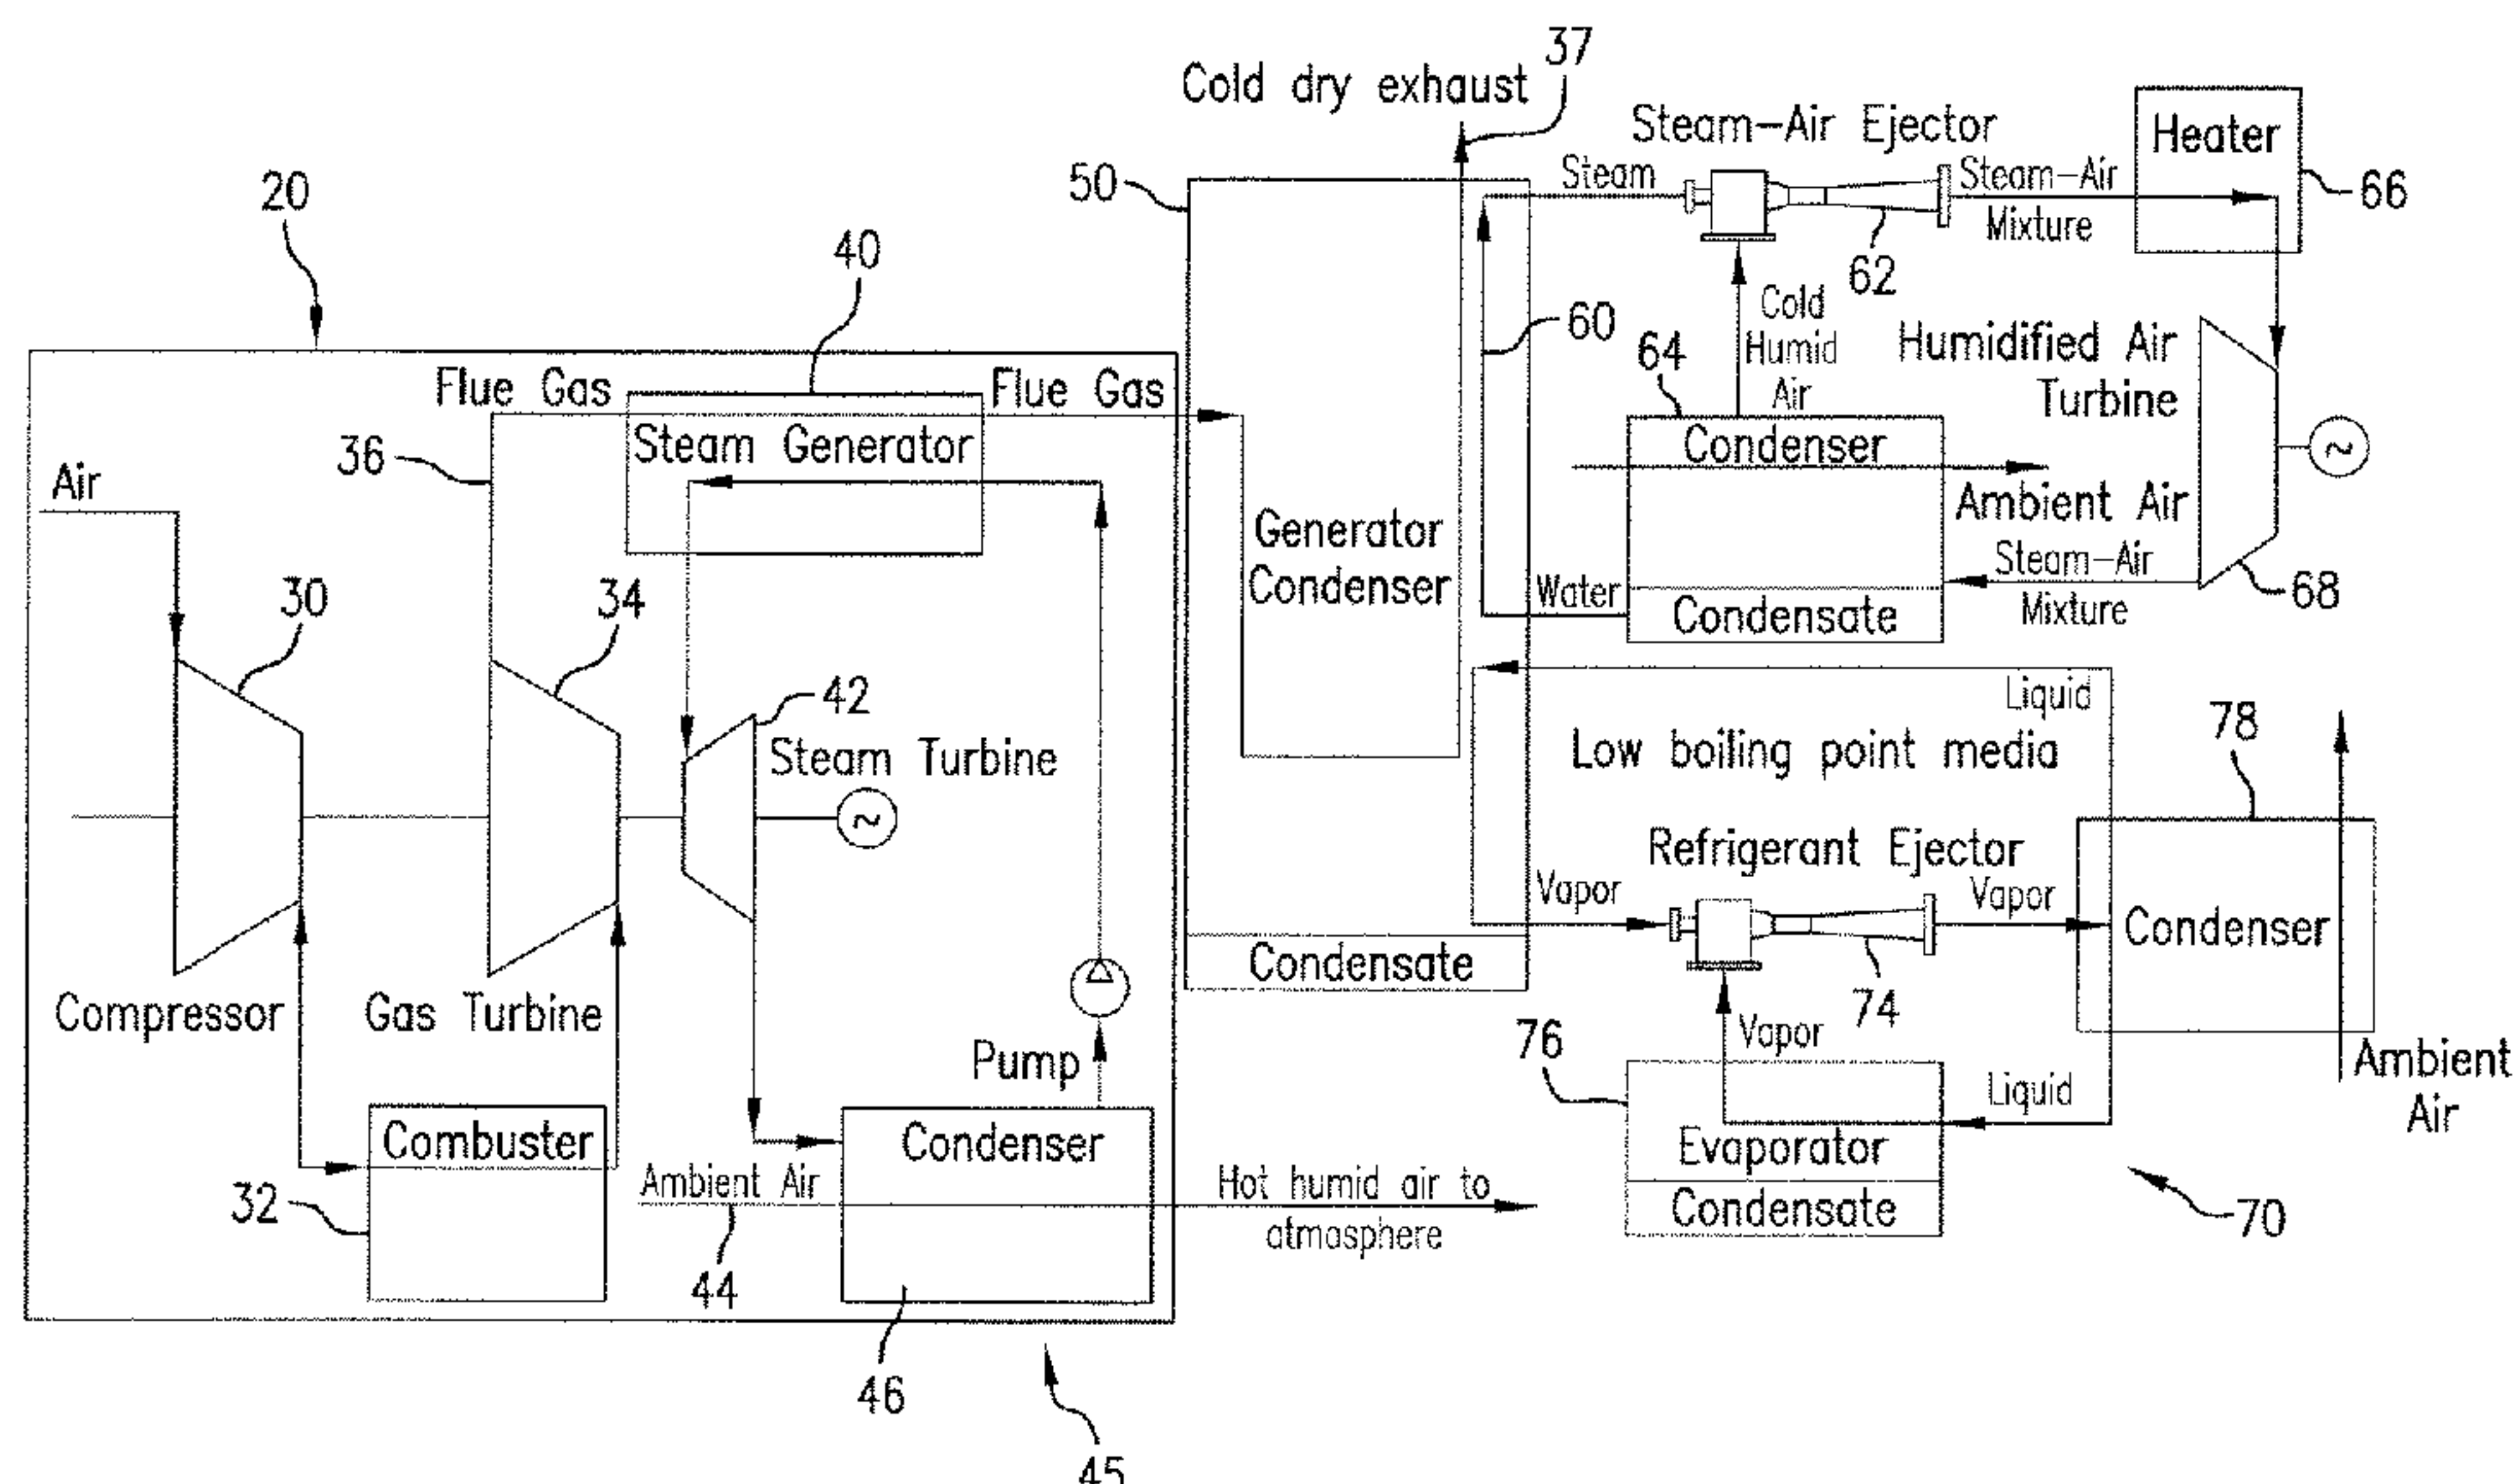 37
Cold dry exhaust
Steam-Air Ejector
Heater
50
Steam
Steam-Air
Mixture
66
20
62
40
Cold
Humid
Air
60
64
Humidified Air
Turbine
Flue Gas
Flue Gas
36
Steam Generator
Condenser
~
Air
Ambient Air
Generator
Condenser
Steam-Air
Mixture
68
Water
Condensate
30
34
42
Liquid
78
Steam Turbine
Low boiling point media
~
Refrigerant Ejector
Vapor
Vapor
Condenser
Condensate
74
Compressor
Gas Turbine
76
Vapor
Pump
Ambient
Air
Liquid
Combuster
Condenser
Evaporator
32
Ambient Air
Hot humid air to
atmosphere
Condensate
70
44
46
45